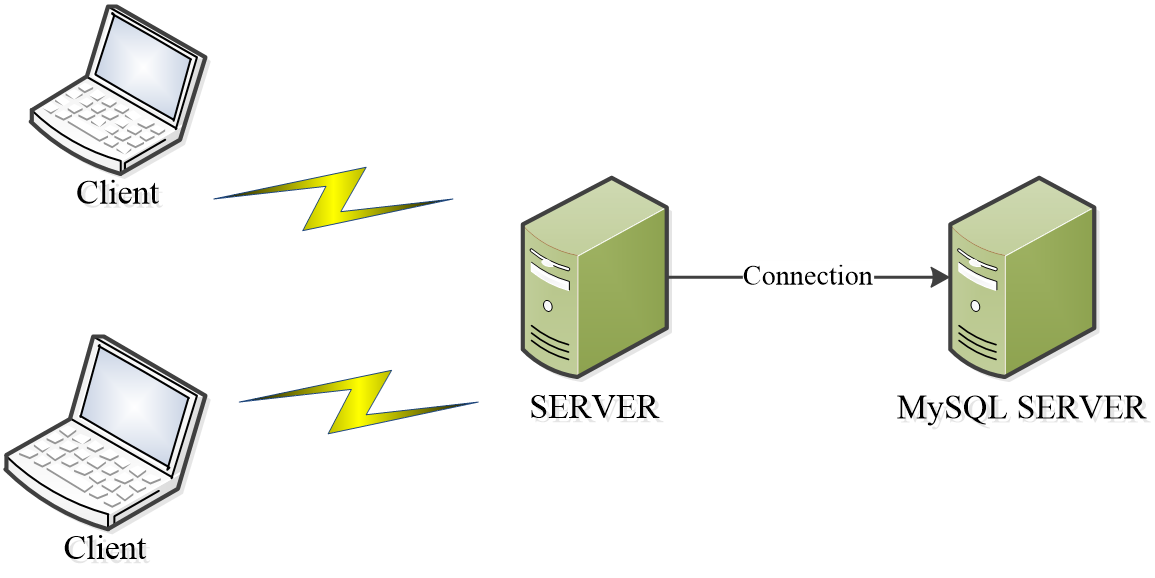 Client
Connection
SERVER
MySQL SERVER
Client